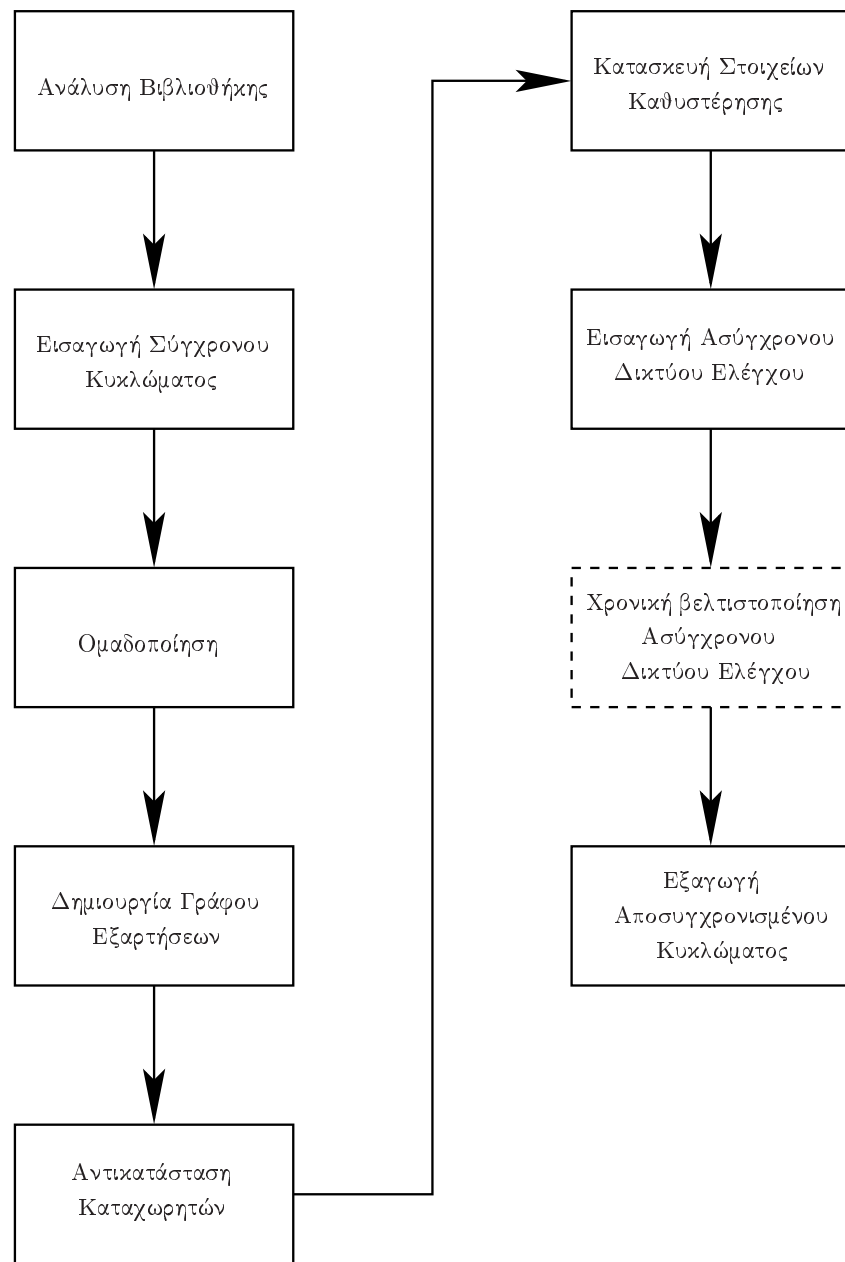 Ανάλυση Βιβλιοθήκης
Εισαγωγή Σύγχρονου
Κυκλώματος
Ομαδοποίηση
Δημιουργία Γράφου
Εξαρτήσεων
Αντικατάσταση
Καταχωρητών
Κατασκευή Στοιχείων
Καθυστέρησης
Εισαγωγή Ασύγχρονου
Δικτύου Ελέγχου
Χρονική βελτιστοποίηση
Ασύγχρονου
Δικτύου Ελέγχου
Εξαγωγή
Αποσυγχρονισμένου
Κυκλώματος